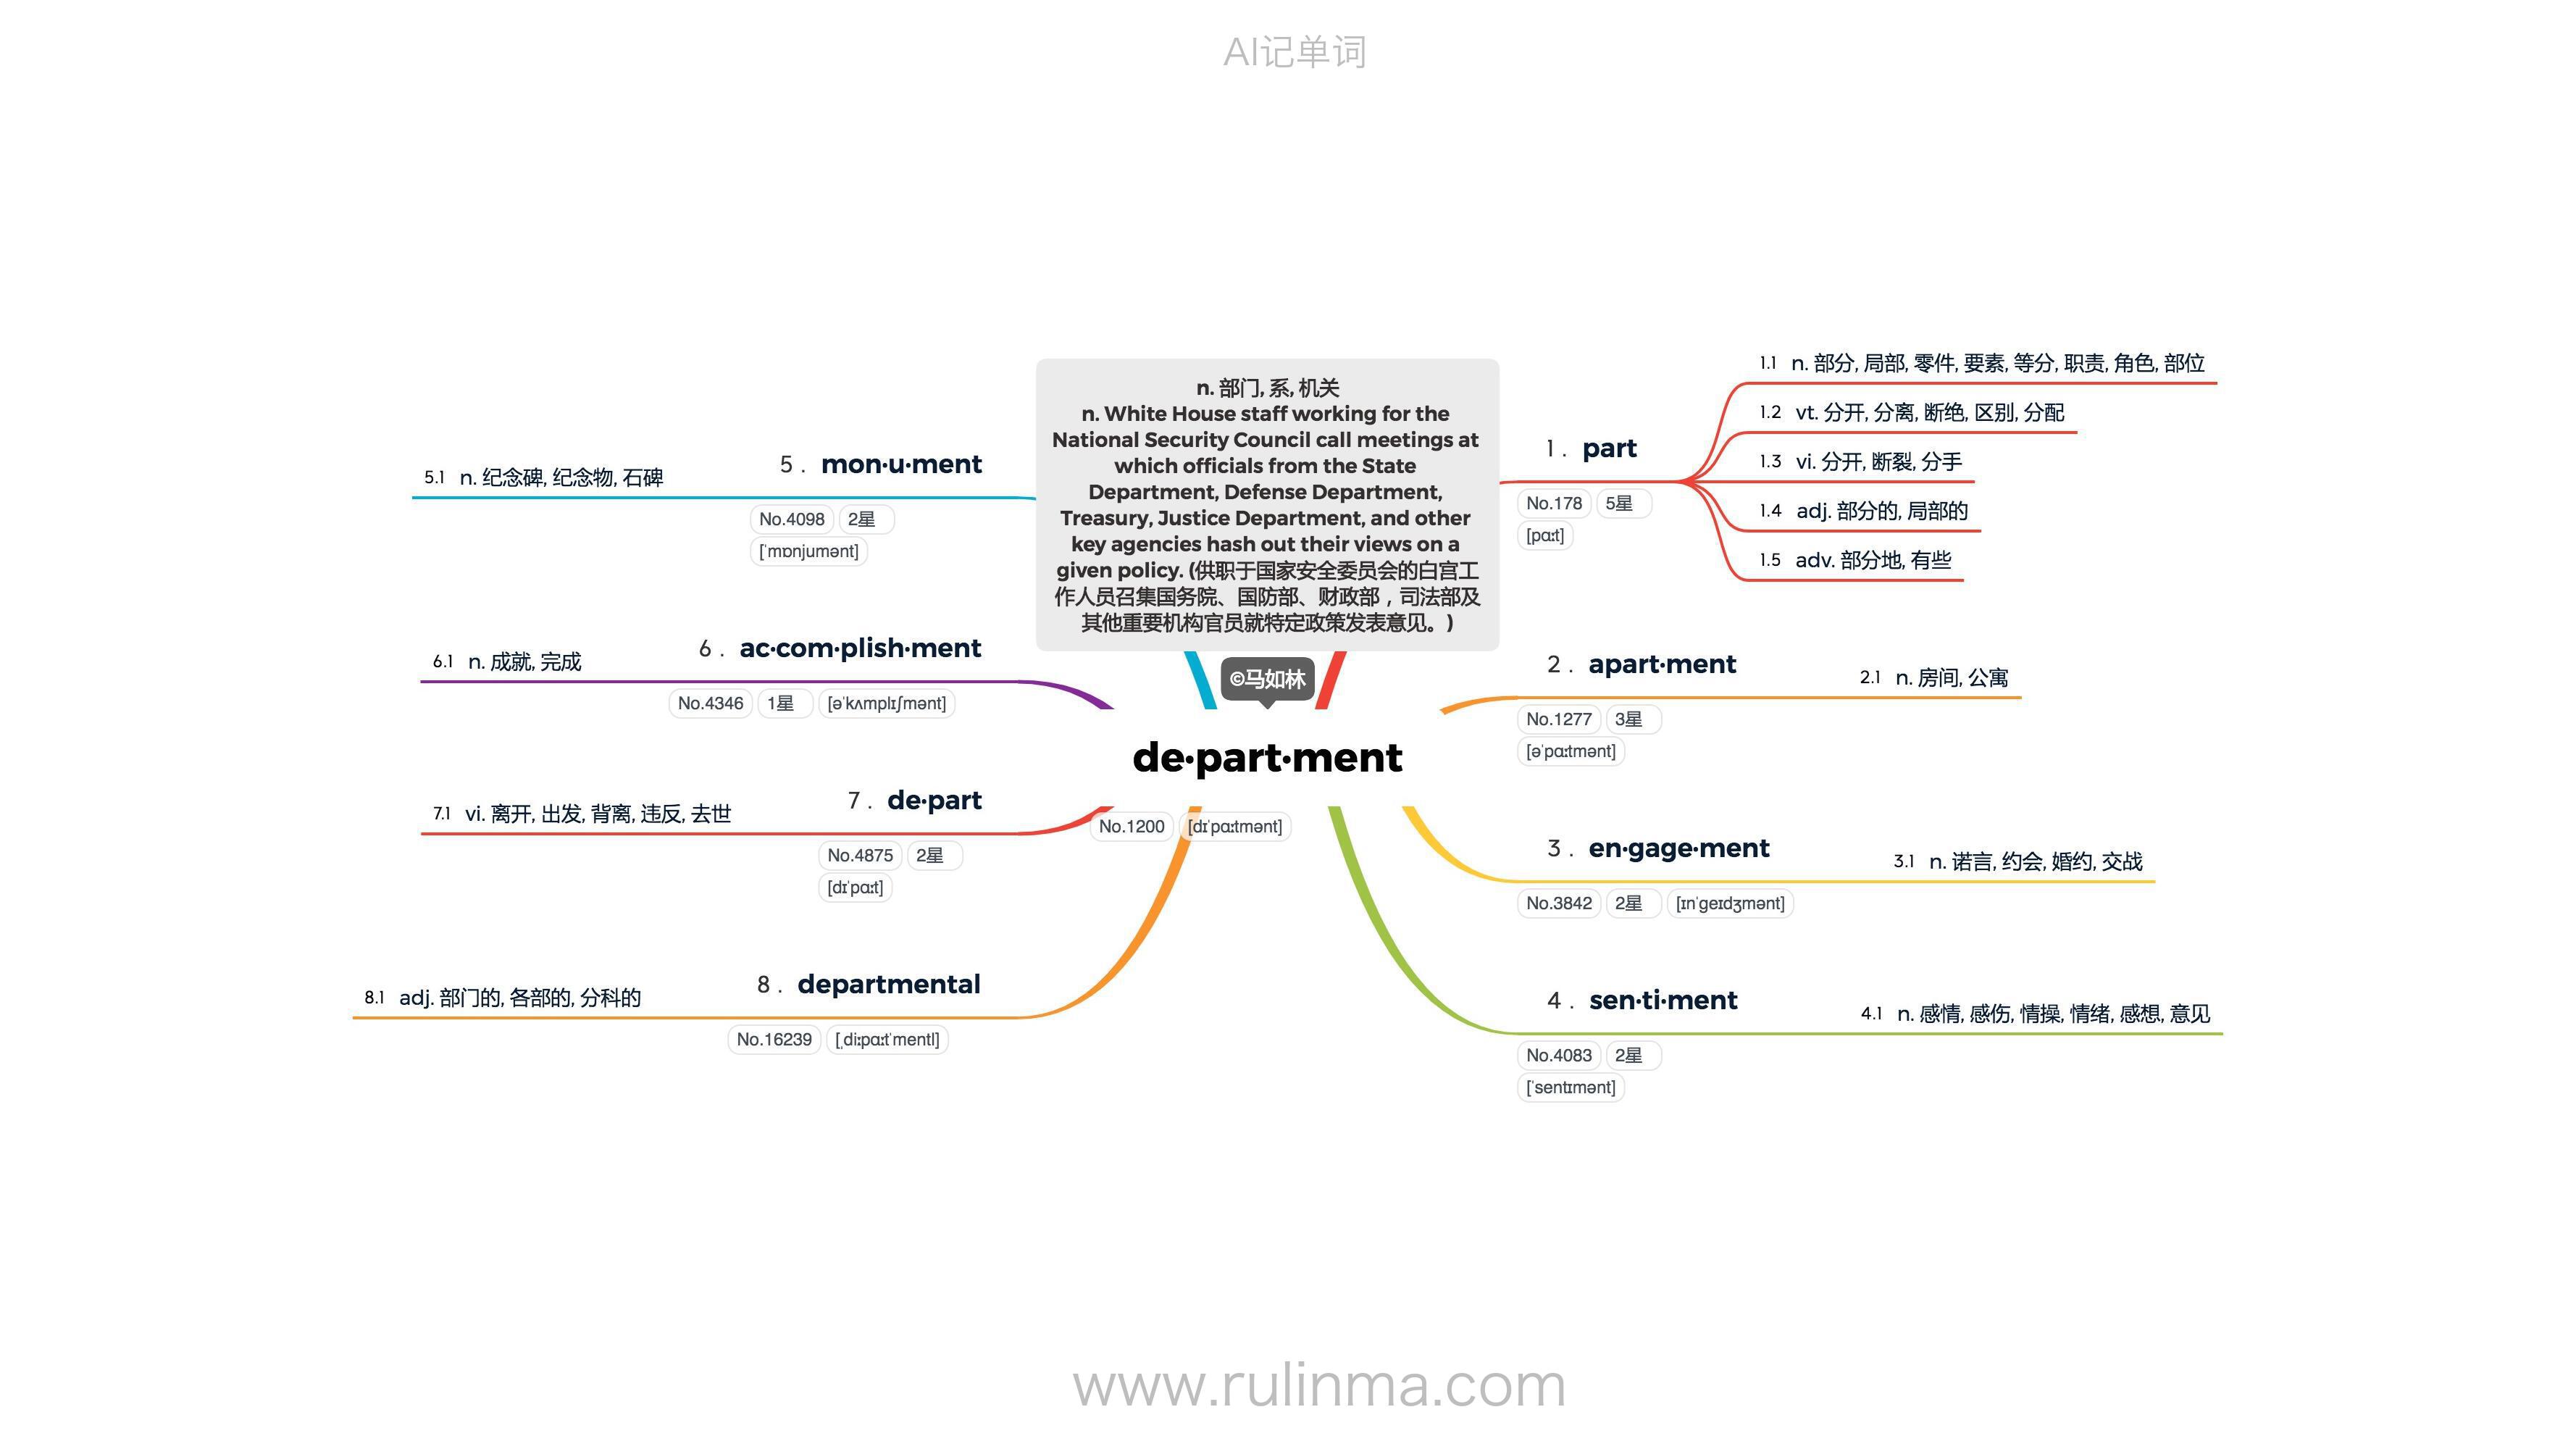 AI记单词
n. 部门, 系, 机关
n. White House staff working for the
National Security Council call meetings at
which officials from the State
Department, Defense Department,
Treasury, Justice Department, and other
key agencies hash out their views on a
given policy. (供职于国家安全委员会的白宫工
作人员召集国务院、国防部、财政部，司法部及
其他重要机构官员就特定政策发表意见。)
©马如林
de·part·ment
No.1200 [dɪˈpɑːtmənt]
1 . part
No.178 5星
[pɑːt]
1.1 n. 部分, 局部, 零件, 要素, 等分, 职责, 角色, 部位
1.2 vt. 分开, 分离, 断绝, 区别, 分配
1.3 vi. 分开, 断裂, 分手
1.4 adj. 部分的, 局部的
1.5 adv. 部分地, 有些
2 . apart·ment
No.1277 3星
[əˈpɑːtmənt]
2.1 n. 房间, 公寓
3 . en·gage·ment
No.3842 2星 [ɪnˈɡeɪdʒmənt]
3.1 n. 诺言, 约会, 婚约, 交战
4 . sen·ti·ment
No.4083 2星
[ˈsentɪmənt]
4.1 n. 感情, 感伤, 情操, 情绪, 感想, 意见
5 . mon·u·ment
No.4098 2星
[ˈmɒnjumənt]
5.1 n. 纪念碑, 纪念物, 石碑
6 . ac·com·plish·ment
No.4346 1星 [əˈkʌmplɪʃmənt]
6.1 n. 成就, 完成
7 . de·part
No.4875 2星
[dɪˈpɑːt]
7.1 vi. 离开, 出发, 背离, 违反, 去世
8 . departmental
No.16239 [ˌdiːpɑːtˈmentl]
8.1 adj. 部门的, 各部的, 分科的
www.rulinma.com